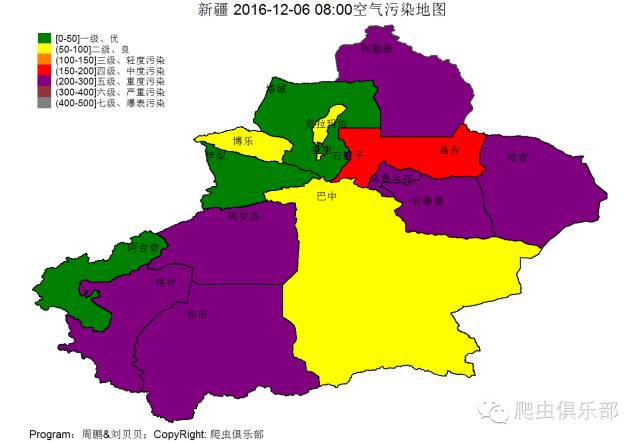 新疆 2016-12-06 08:00空气污染地图
[0-50]一级、优
(50-100]二级、良
(100-150]三级、轻度污染
(150-200]四级、中度污染
(200-300]五级、重度污染
(300-400]六级、严重污染
(400-500]七级、爆表污染
阿勒泰
塔城
克拉玛依
博乐
石河子
昌吉
哈密
伊犁
乌鲁木齐
吐鲁番
巴中
阿克苏
阿合奇
喀什
和田
Program：周鹏&刘贝贝；CopyRight: 爬虫俱乐部
爬虫俱乐部